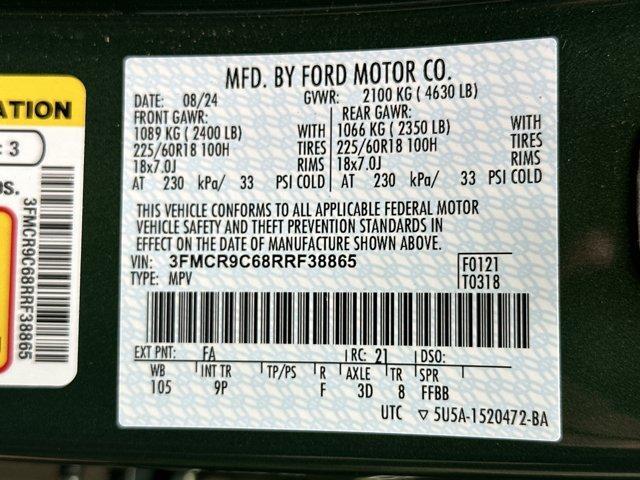 ATION
: 3
BS.
3FMCR9C68RRF38865
MFD. BY FORD MOTOR CO.
DATE: 08/24 GVWR: 2100 KG ( 4630 LB)
FRONT GAWR: REAR GAWR:
1089 KG ( 2400 LB) WITH 1066 KG ( 2350 LB) WITH
225/60R18 100H TIRES 225/60R18 100H TIRES
18x7.0J RIMS 18x7.0J RIMS
AT 230 kPa/ 33 PSI COLD AT 230 kPa/ 33 PSI COLD
THIS VEHICLE CONFORMS TO ALL APPLICABLE FEDERAL MOTOR
VEHICLE SAFETY AND THEFT PREVENTION STANDARDS IN
EFFECT ON THE DATE OF MANUFACTURE SHOWN ABOVE.
VIN: 3FMCR9C68RRF38865 F0121
TYPE: MPV T0318
EXT PNT: FA RC: 21 DSO:
WB INT TR TP/PS R AXLE TR SPR
105 9P F 3D 8 FFBB
UTC ▽ 5U5A-1520472-BA